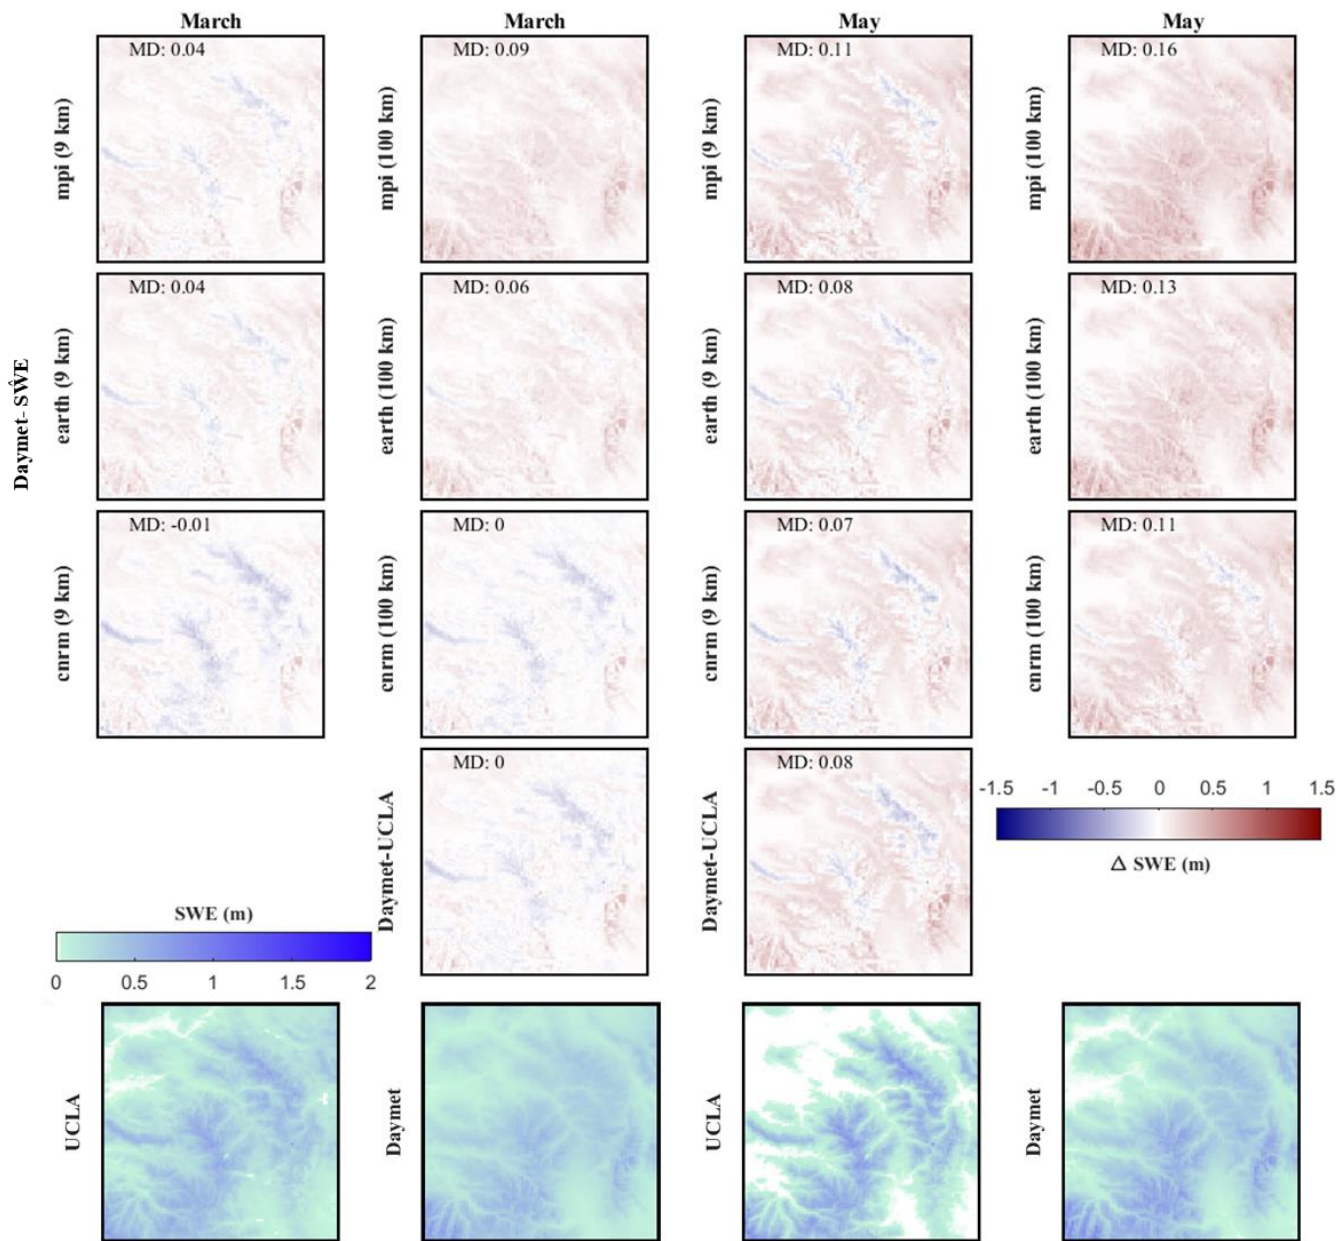 March
March
May
May
MD: 0.04
MD: 0.09
MD: 0.11
MD: 0.16
mpi (9 km)
mpi (100 km)
mpi (9 km)
mpi (100 km)
MD: 0.04
MD: 0.06
MD: 0.08
MD: 0.13
Daymet- SŴE
earth (9 km)
earth (100 km)
earth (9 km)
earth (100 km)
MD: -0.01
MD: 0
MD: 0.07
MD: 0.11
cnrm (9 km)
cnrm (100 km)
cnrm (9 km)
cnrm (100 km)
MD: 0
MD: 0.08
Daymet-UCLA
Daymet-UCLA
-1.5 -1 -0.5 0 0.5 1 1.5
△ SWE (m)
SWE (m)
0 0.5 1 1.5 2
UCLA
Daymet
UCLA
Daymet